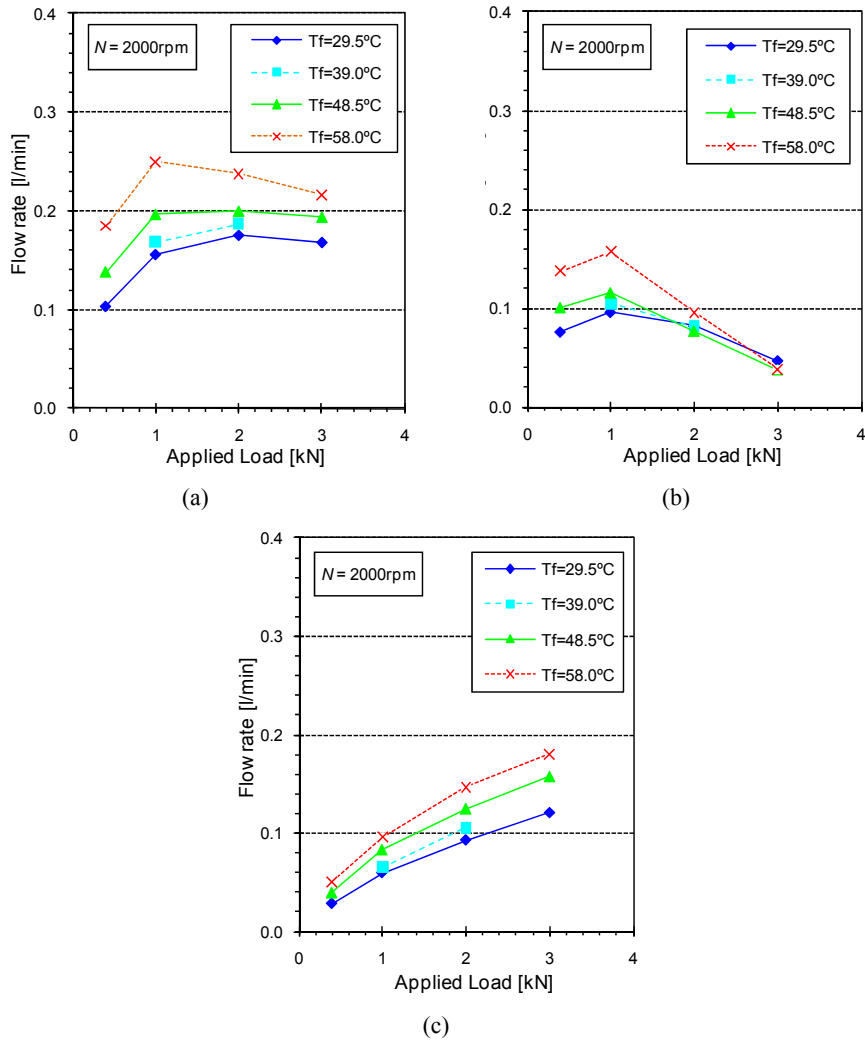 (a)
N = 2000rpm
Tf=29.5ºC
Tf=39.0ºC
Tf=48.5ºC
Tf=58.0ºC
Flow rate [l/min]
0.4
0.3
0.2
0.1
0.0
0 1 2 3 4
Applied Load [kN]
(a)
N = 2000rpm
Tf=29.5ºC
Tf=39.0ºC
Tf=48.5ºC
Tf=58.0ºC
0.4
0.3
0.2
0.1
0.0
0 1 2 3 4
Applied Load [kN]
(b)
N = 2000rpm
Tf=29.5ºC
Tf=39.0ºC
Tf=48.5ºC
Tf=58.0ºC
Flow rate [l/min]
0.4
0.3
0.2
0.1
0.0
0 1 2 3 4
Applied Load [kN]
(c)